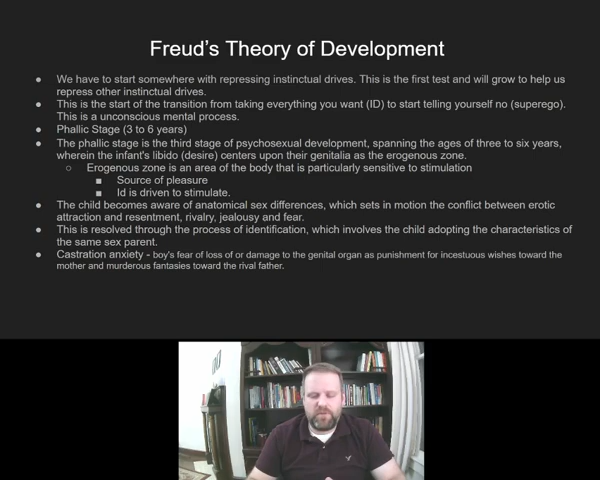 Freud's Theory of Development
We have to start somewhere with repressing instinctual drives. This is the first test and will grow to help us
repress other instinctual drives.
This is the start of the transition from taking everything you want (ID) to start telling yourself no (superego).
This is a unconscious mental process.
Phallic Stage (3 to 6 years)
The phallic stage is the third stage of psychosexual development, spanning the ages of three to six years,
wherein the infant's libido (desire) centers upon their genitalia as the erogenous zone.
Erogenous zone is an area of the body that is particularly sensitive to stimulation
Source of pleasure
Id is driven to stimulate.
The child becomes aware of anatomical sex differences, which sets in motion the conflict between erotic
attraction and resentment, rivalry, jealousy and fear.
This is resolved through the process of identification, which involves the child adopting the characteristics of
the same sex parent.
Castration anxiety - boy's fear of loss of or damage to the genital organ as punishment for incestuous wishes toward the
mother and murderous fantasies toward the rival father.